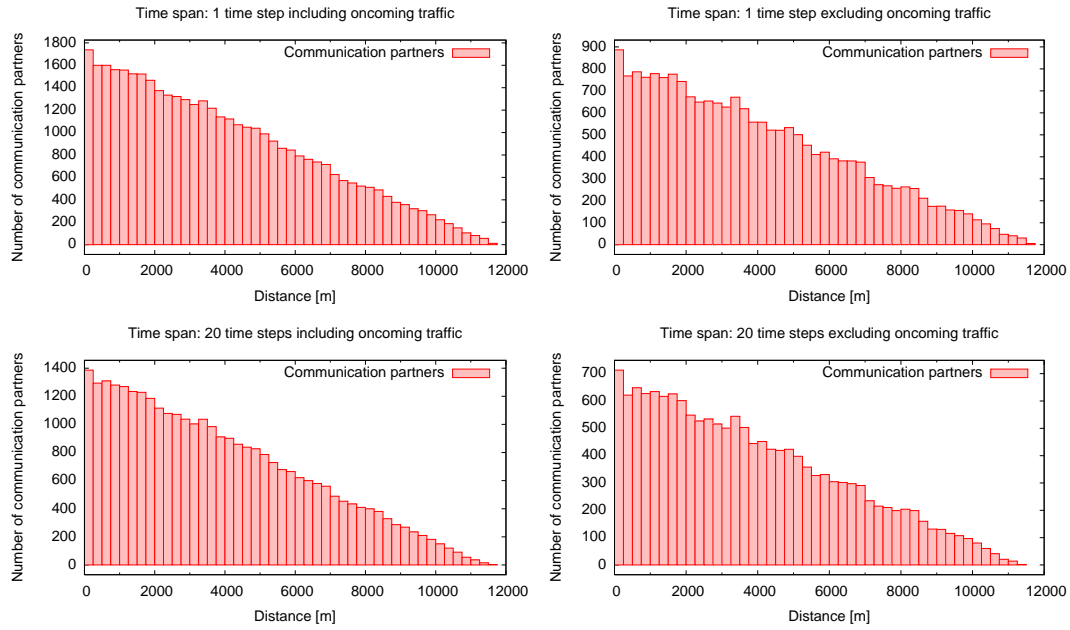 Time span: 1 time step including oncoming traffic
Number of communication partners
1800
1600
1400
1200
1000
800
600
400
200
0
Communication partners
0 2000 4000 6000 8000 10000 12000
Distance [m]
Time span: 1 time step excluding oncoming traffic
Number of communication partners
900
800
700
600
500
400
300
200
100
0
Communication partners
0 2000 4000 6000 8000 10000 12000
Distance [m]
Time span: 20 time steps including oncoming traffic
Number of communication partners
1400
1200
1000
800
600
400
200
0
Communication partners
0 2000 4000 6000 8000 10000 12000
Distance [m]
Time span: 20 time steps excluding oncoming traffic
Number of communication partners
700
600
500
400
300
200
100
0
Communication partners
0 2000 4000 6000 8000 10000 12000
Distance [m]